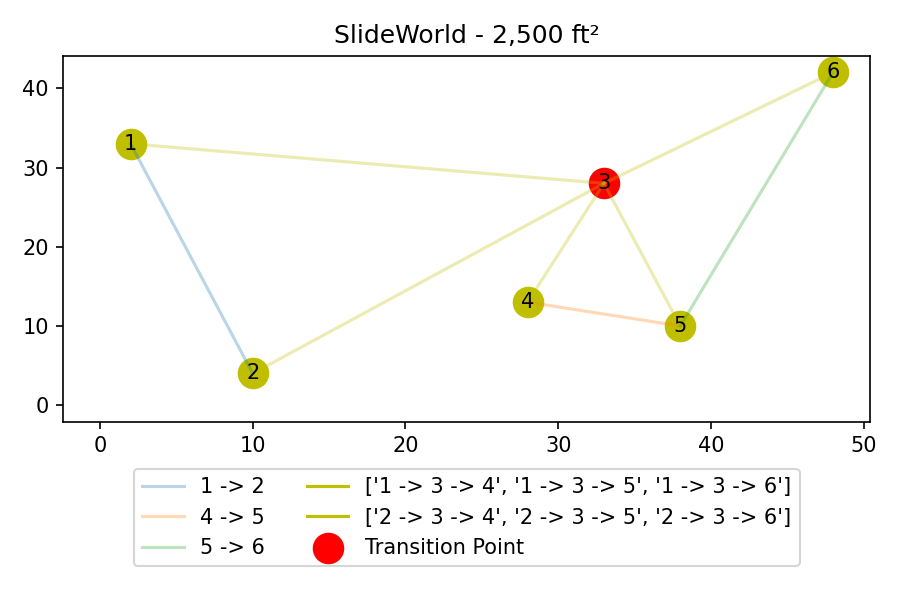 SlideWorld - 2,500 ft²
40
30
20
10
0
1
2
3
4
5
6
0 10 20 30 40 50
1 -> 2
4 -> 5
5 -> 6
['1 -> 3 -> 4', '1 -> 3 -> 5', '1 -> 3 -> 6']
['2 -> 3 -> 4', '2 -> 3 -> 5', '2 -> 3 -> 6']
Transition Point